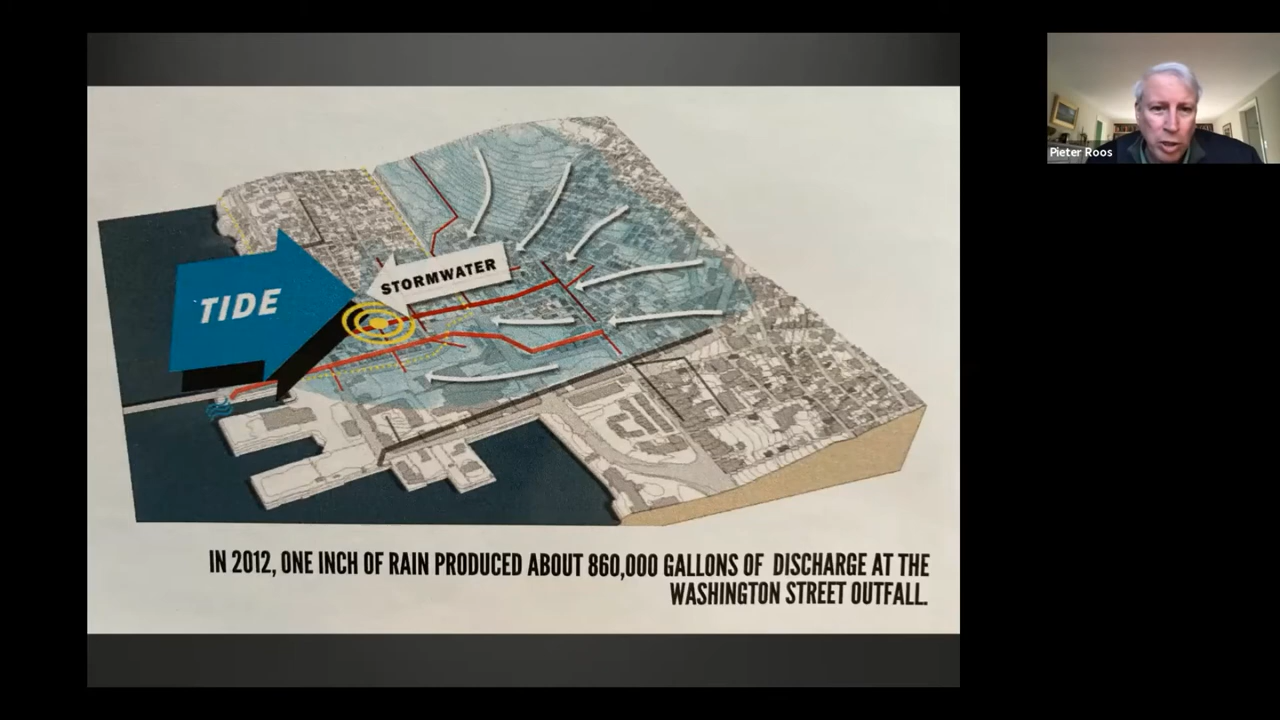 TIDE
STORMWATER
IN 2012, ONE INCH OF RAIN PRODUCED ABOUT 860,000 GALLONS OF DISCHARGE AT THE
WASHINGTON STREET OUTFALL.
Pieter Roos